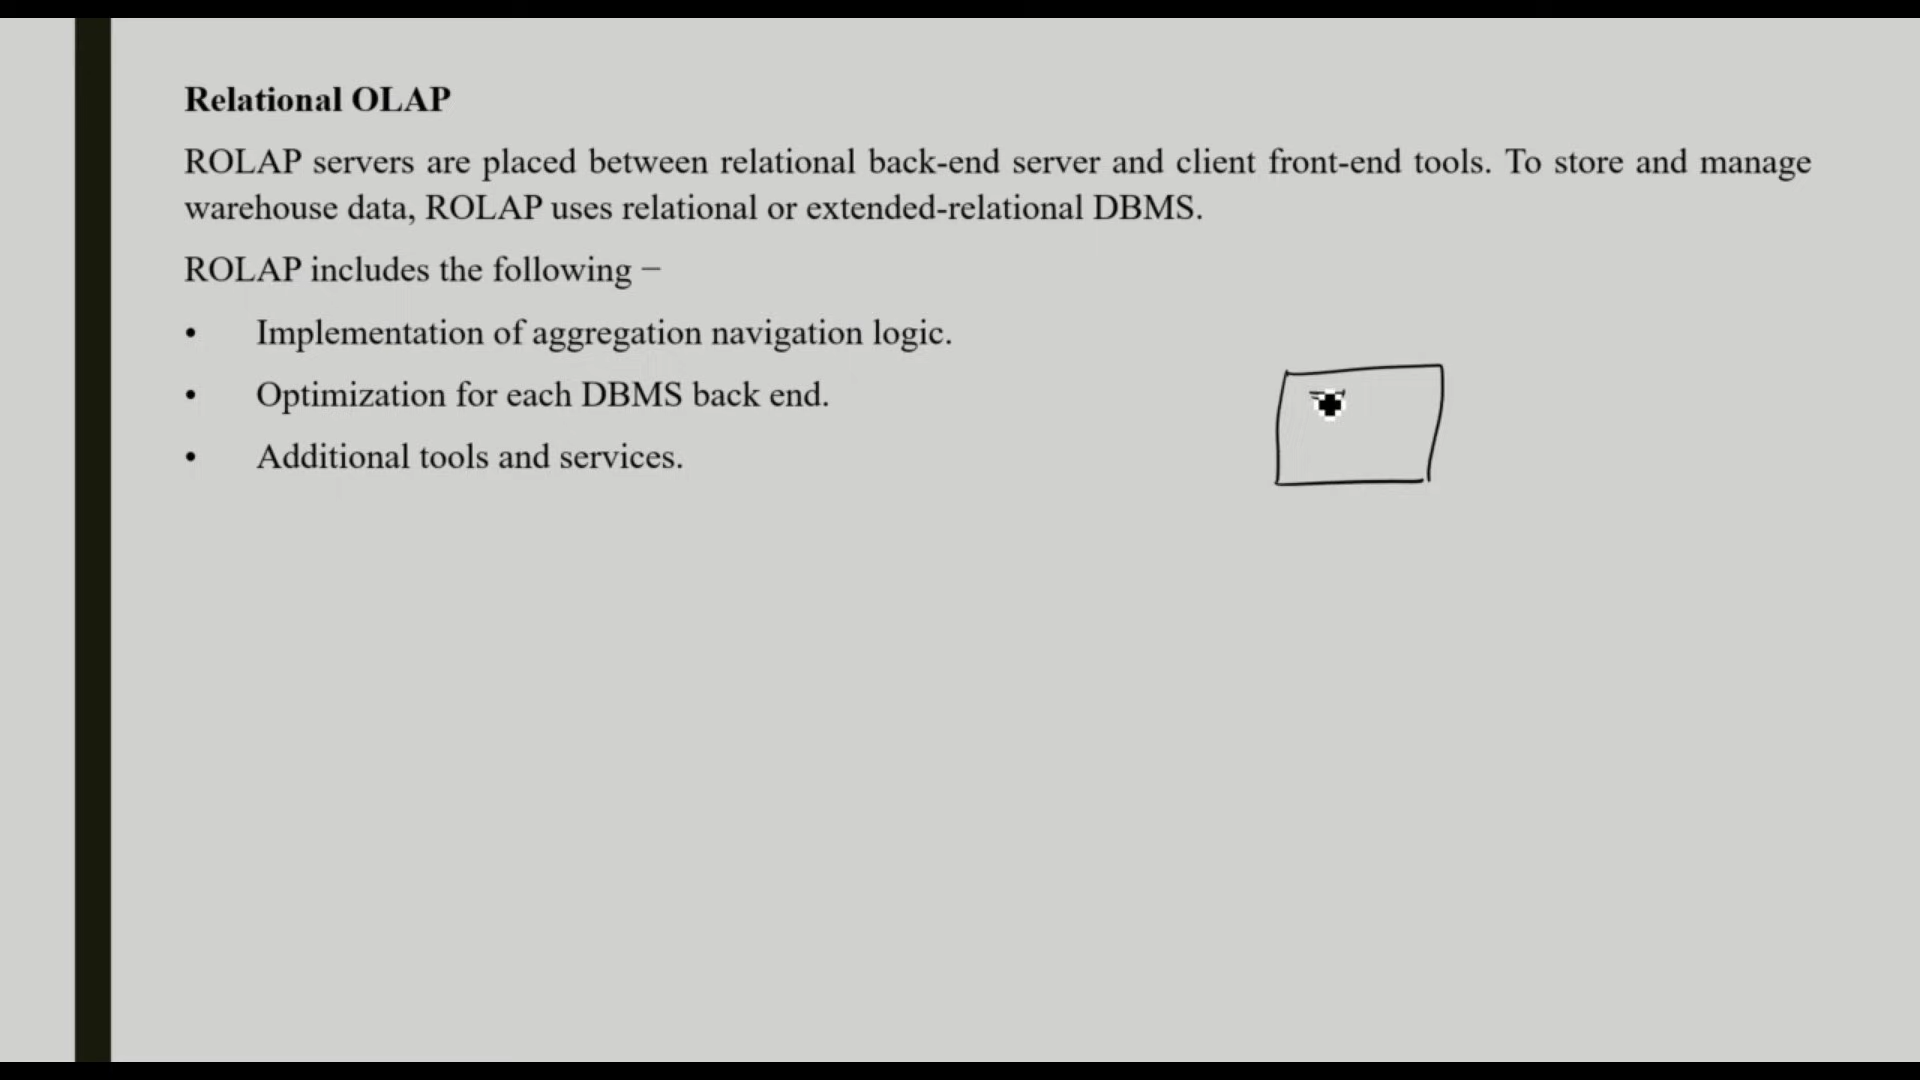 Relational OLAP
ROLAP servers are placed between relational back-end server and client front-end tools. To store and manage
warehouse data, ROLAP uses relational or extended-relational DBMS.
ROLAP includes the following −
• Implementation of aggregation navigation logic.
• Optimization for each DBMS back end.
• Additional tools and services.